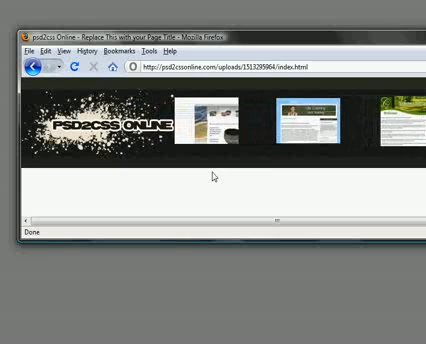 psd2css Online - Replace This with your Page Title - Mozilla Firefox
File Edit View History Bookmarks Tools Help
http://psd2cssonline.com/uploads/1513295964/index.html
PSD2CSS ONLINE
Done